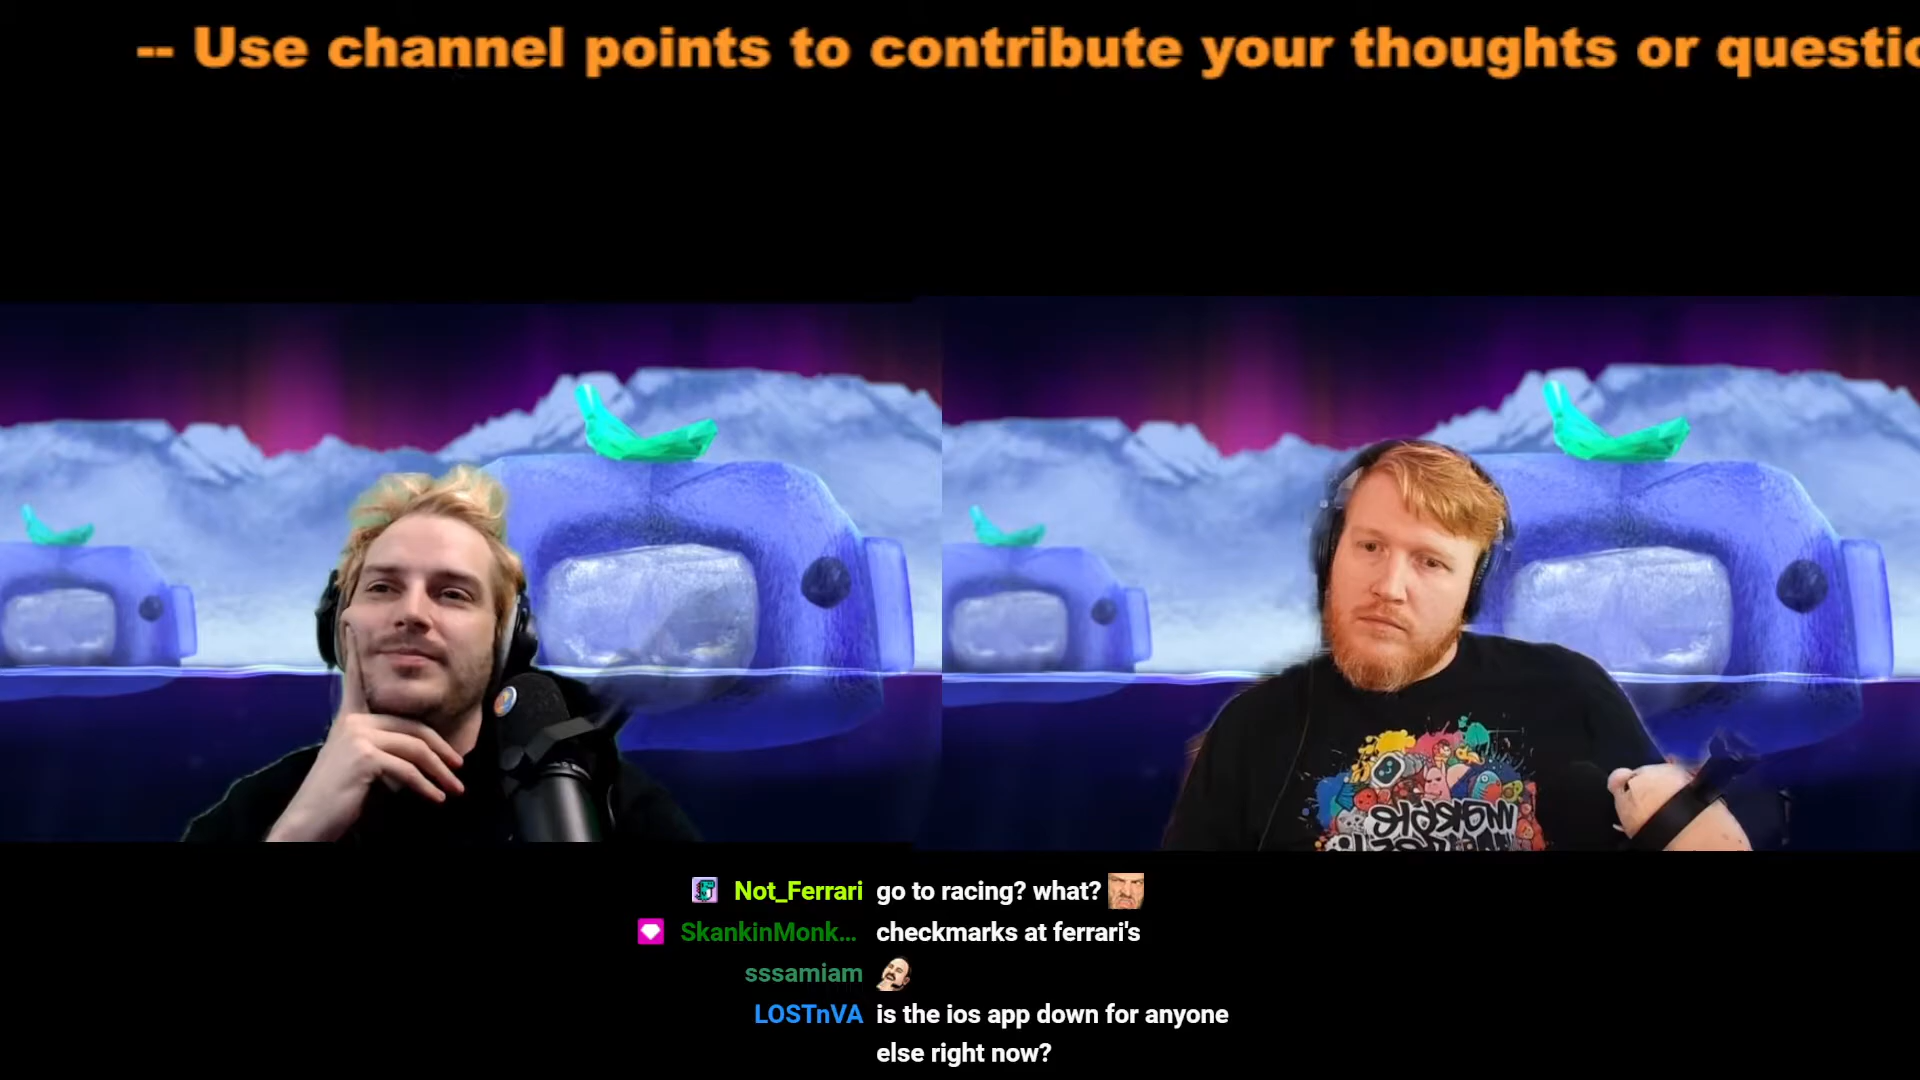 -- Use channel points to contribute your thoughts or questio
Not_Ferrari go to racing? what?
SkankinMonk... checkmarks at ferrari's
sssamiam
LOSTnVA is the ios app down for anyone
else right now?